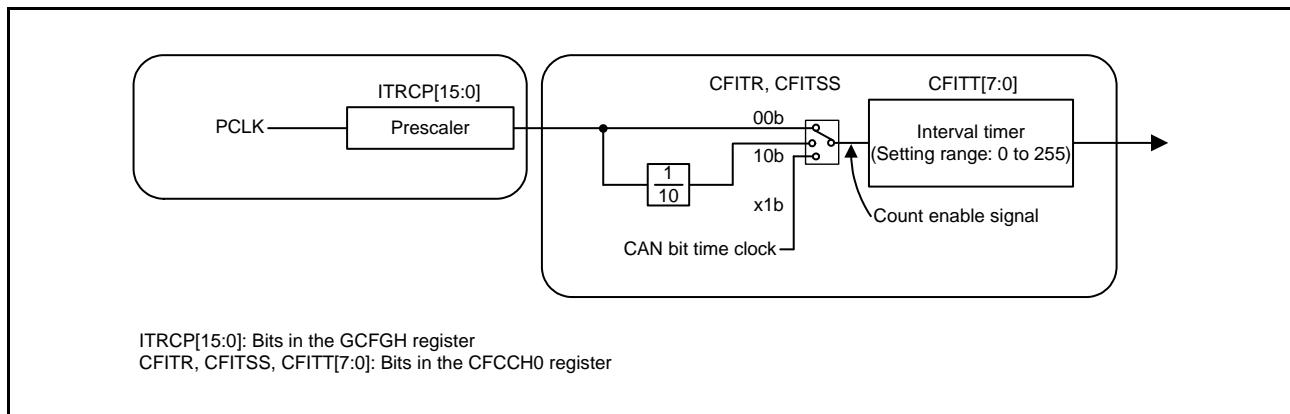 ITRCP[15:0]
PCLK
Prescaler
CFITR, CFITSS
CFITT[7:0]
00b
10b
x1b
1
10
CAN bit time clock
Interval timer
(Setting range: 0 to 255)
Count enable signal
ITRCP[15:0]: Bits in the GCFGH register
CFITR, CFITSS, CFITT[7:0]: Bits in the CFCCH0 register